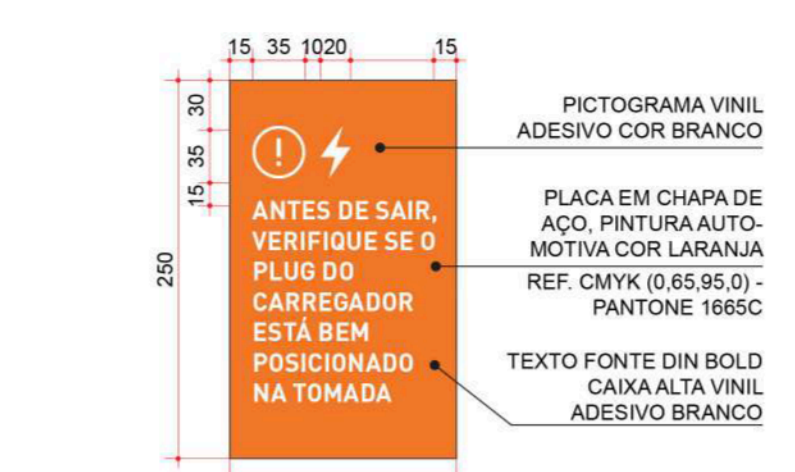 15 35 1020 15
30
35
15
250
ANTES DE SAIR,
VERIFIQUE SE O
PLUG DO
CARREGADOR
ESTÁ BEM
POSICIONADO
NA TOMADA
PICTOGRAMA VINIL
ADESIVO COR BRANCO
PLACA EM CHAPA DE
AÇO, PINTURA AUTO-
MOTIVA COR LARANJA
REF. CMYK (0,65,95,0) -
PANTONE 1665C
TEXTO FONTE DIN BOLD
CAIXA ALTA VINIL
ADESIVO BRANCO